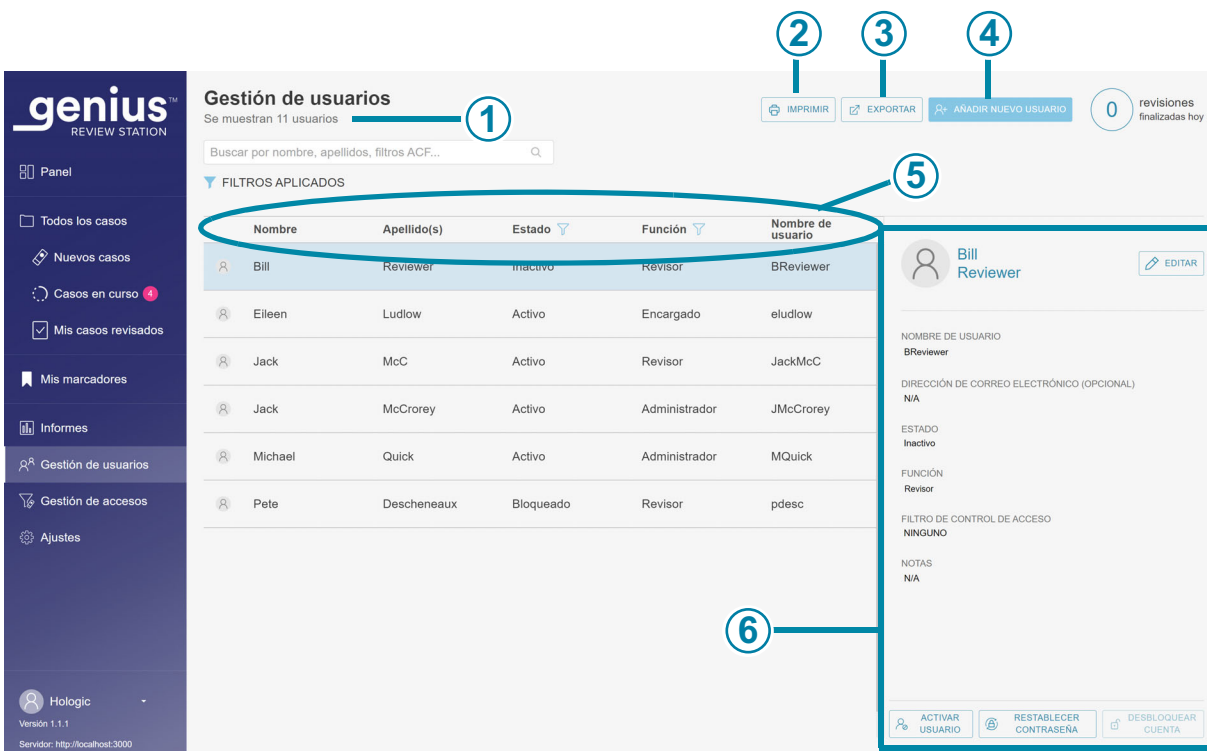 2
3
4
genius™
REVIEW STATION
Gestión de usuarios
Se muestran 11 usuarios
1
IMPRIMIR
EXPORTAR
AÑADIR NUEVO USUARIO
0
revisiones
finalizadas hoy
Buscar por nombre, apellidos, filtros ACF...
FILTROS APLICADOS
5
Panel
Todos los casos
Nuevos casos
Casos en curso 4
Mis casos revisados
Mis marcadores
Informes
Gestión de usuarios
Gestión de accesos
Ajustes
Nombre Apellido(s) Estado Función Nombre de
usuario
Bill Reviewer Inactivo Revisor BReviewer
Eileen Ludlow Activo Encargado eludlow
Jack McC Activo Revisor JackMcC
Jack McCrorey Activo Administrador JMcCrorey
Michael Quick Activo Administrador MQuick
Pete Descheneaux Bloqueado Revisor pdesc
Bill
Reviewer
EDITAR
NOMBRE DE USUARIO
BReviewer
DIRECCIÓN DE CORREO ELECTRÓNICO (OPCIONAL)
N/A
ESTADO
Inactivo
FUNCIÓN
Revisor
FILTRO DE CONTROL DE ACCESO
NINGUNO
NOTAS
N/A
6
Hologic
Versión 1.1.1
Servidor: http://localhost:3000
ACTIVAR
USUARIO
RESTABLECER
CONTRASEÑA
DESBLOQUEAR
CUENTA